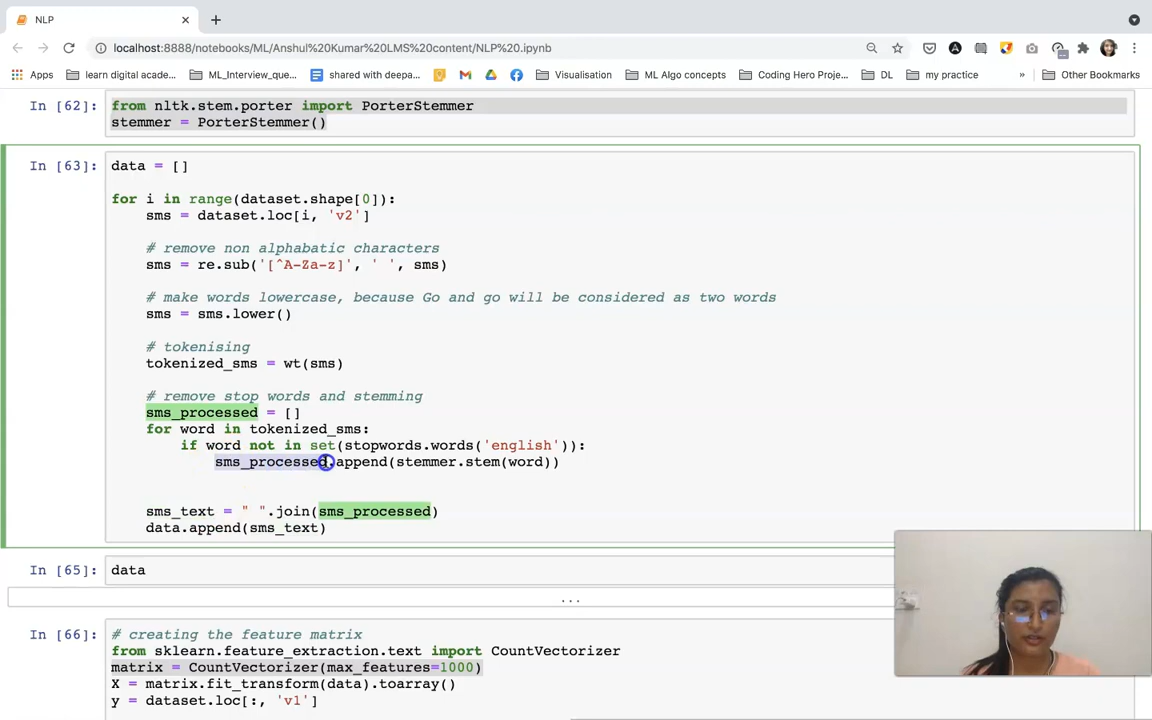 NLP
localhost:8888/notebooks/ML/Anshul%20Kumar%20LMS%20content/NLP%20.ipynb
Apps learn digital acade... ML_Interview_que... shared with deepa... Visualisation ML Algo concepts Coding Hero Proje... DL my practice » Other Bookmarks
In [62]: from nltk.stem.porter import PorterStemmer
stemmer = PorterStemmer()
In [63]: data = []
for i in range(dataset.shape[0]):
sms = dataset.loc[i, 'v2']
# remove non alphabatic characters
sms = re.sub('[^A-Za-z]', ' ', sms)
# make words lowercase, because Go and go will be considered as two words
sms = sms.lower()
# tokenising
tokenized_sms = wt(sms)
# remove stop words and stemming
sms_processed = []
for word in tokenized_sms:
if word not in set(stopwords.words('english')):
sms_processed.append(stemmer.stem(word))
sms_text = " ".join(sms_processed)
data.append(sms_text)
In [65]: data
...
In [66]: # creating the feature matrix
from sklearn.feature_extraction.text import CountVectorizer
matrix = CountVectorizer(max_features=1000)
X = matrix.fit_transform(data).toarray()
y = dataset.loc[:, 'v1']